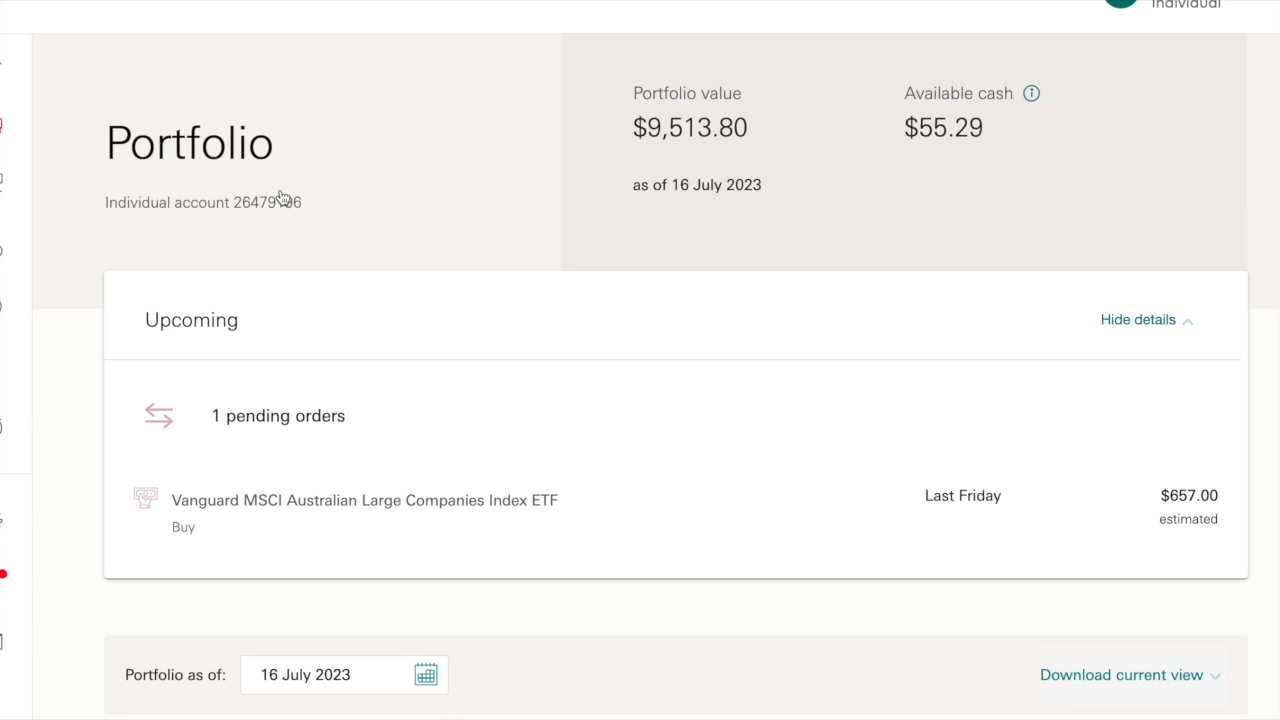 Individual
Portfolio value
Available cash
$9,513.80
$55.29
Portfolio
as of 16 July 2023
Individual account
Upcoming
Hide details
1 pending orders
Vanguard MSCI Australian Large Companies Index ETF
Last Friday
$657.00
Buy
estimated
Portfolio as of:
16 July 2023
Download current view